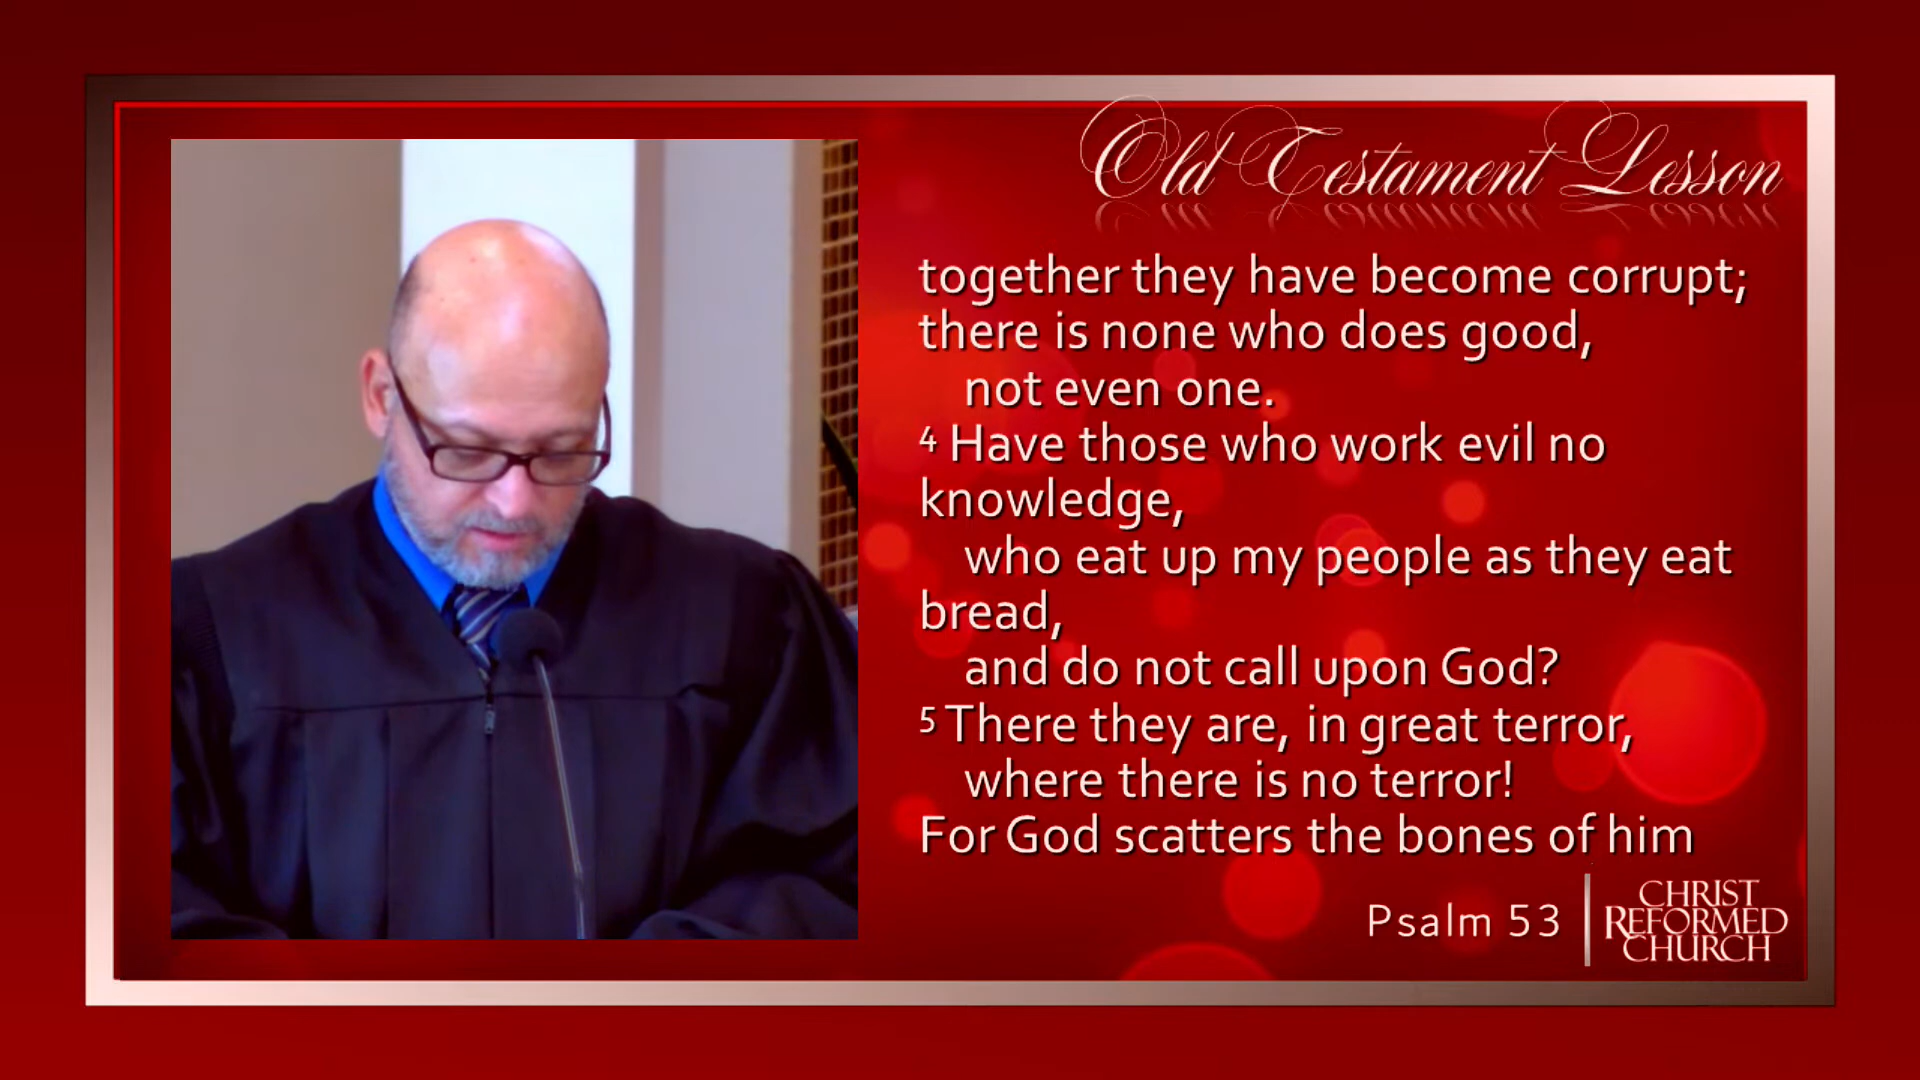 Old Testament Lesson
together they have become corrupt;
there is none who does good,
not even one.
4 Have those who work evil no
knowledge,
who eat up my people as they eat
bread,
and do not call upon God?
5 There they are, in great terror,
where there is no terror!
For God scatters the bones of him
Psalm 53
CHRIST
REFORMED
CHURCH